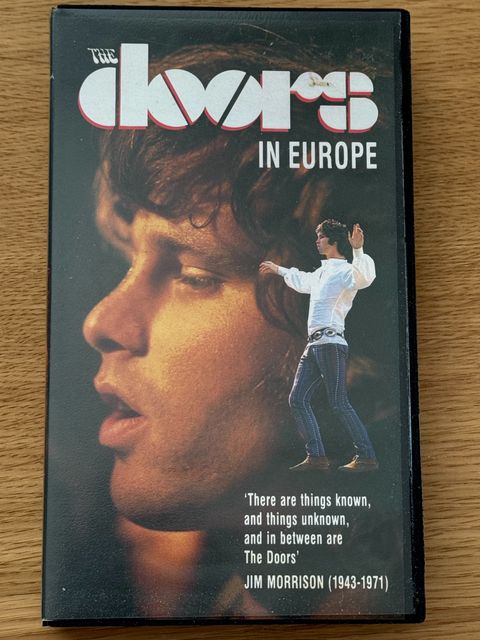 THE
doors
IN EUROPE
'There are things known,
and things unknown,
and in between are
The Doors'
JIM MORRISON (1943-1971)